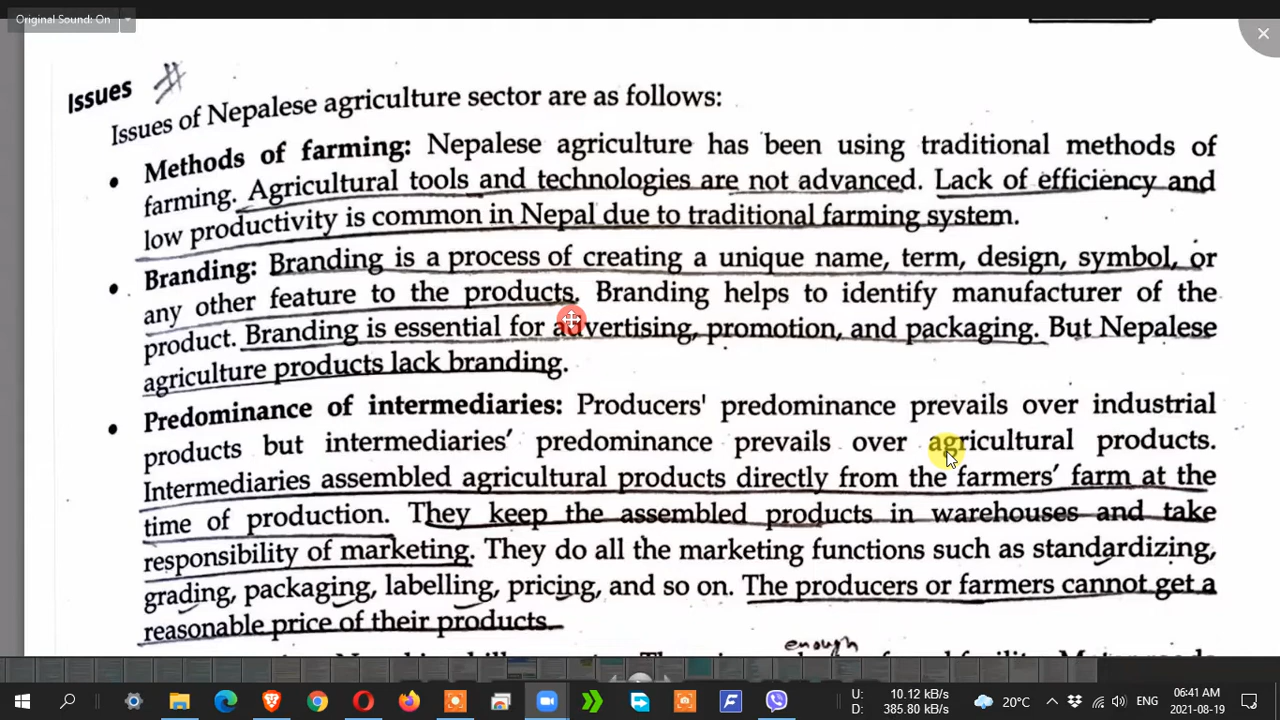 Original Sound: On
Issues #
Issues of Nepalese agriculture sector are as follows:
• Methods of farming: Nepalese agriculture has been using traditional methods of
farming. Agricultural tools and technologies are not advanced. Lack of efficiency and
low productivity is common in Nepal due to traditional farming system.
• Branding: Branding is a process of creating a unique name, term, design, symbol, or
any other feature to the products. Branding helps to identify manufacturer of the
product. Branding is essential for advertising, promotion, and packaging. But Nepalese
agriculture products lack branding.
• Predominance of intermediaries: Producers' predominance prevails over industrial
products but intermediaries' predominance prevails over agricultural products.
Intermediaries assembled agricultural products directly from the farmers' farm at the
time of production. They keep the assembled products in warehouses and take
responsibility of marketing. They do all the marketing functions such as standardizing,
grading, packaging, labelling, pricing, and so on. The producers or farmers cannot get a
reasonable price of their products.
enough
U: 10.12 kB/s
D: 385.80 kB/s
20°C
ENG
06:41 AM
2021-08-19